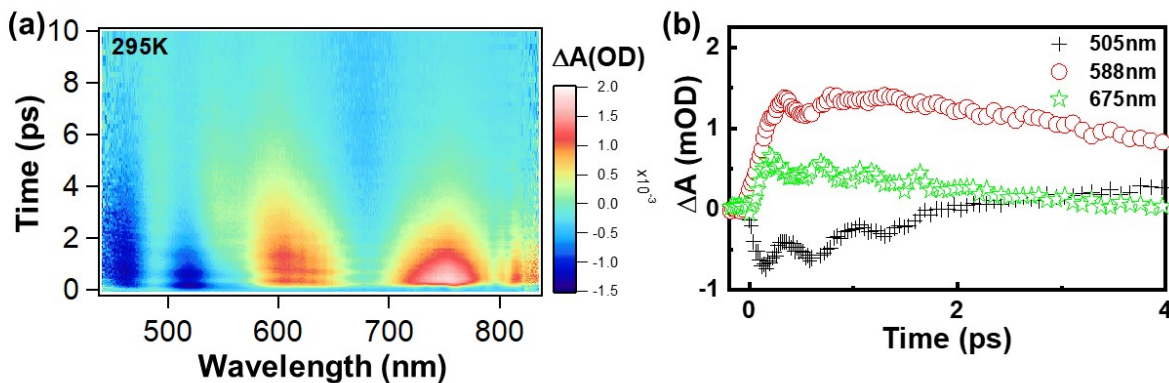 (a)
295K
Time (ps)
10
8
6
4
2
0
500
600
700
800
Wavelength (nm)
ΔA(OD)
2.0
1.5
1.0
0.5
0.0
-0.5
-1.0
-1.5
x10⁻³
(b)
ΔA (mOD)
2
1
0
-1
505nm
588nm
675nm
0
2
4
Time (ps)